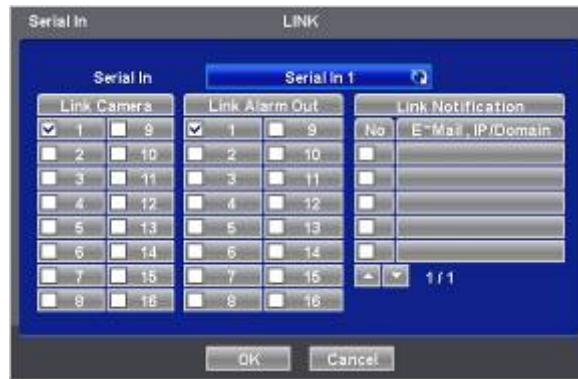 Serial In LINK
Serial In Serial In 1
Link Camera Link Alarm Out Link Notification
1 9 1 9 No E~Mail, IP/Domain
2 10 2 10
3 11 3 11
4 12 4 12
5 13 5 13
6 14 6 14
7 15 7 15 1/1
8 16 8 16
OK Cancel